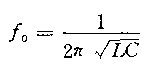 f₀ = 1 / 2π √LC